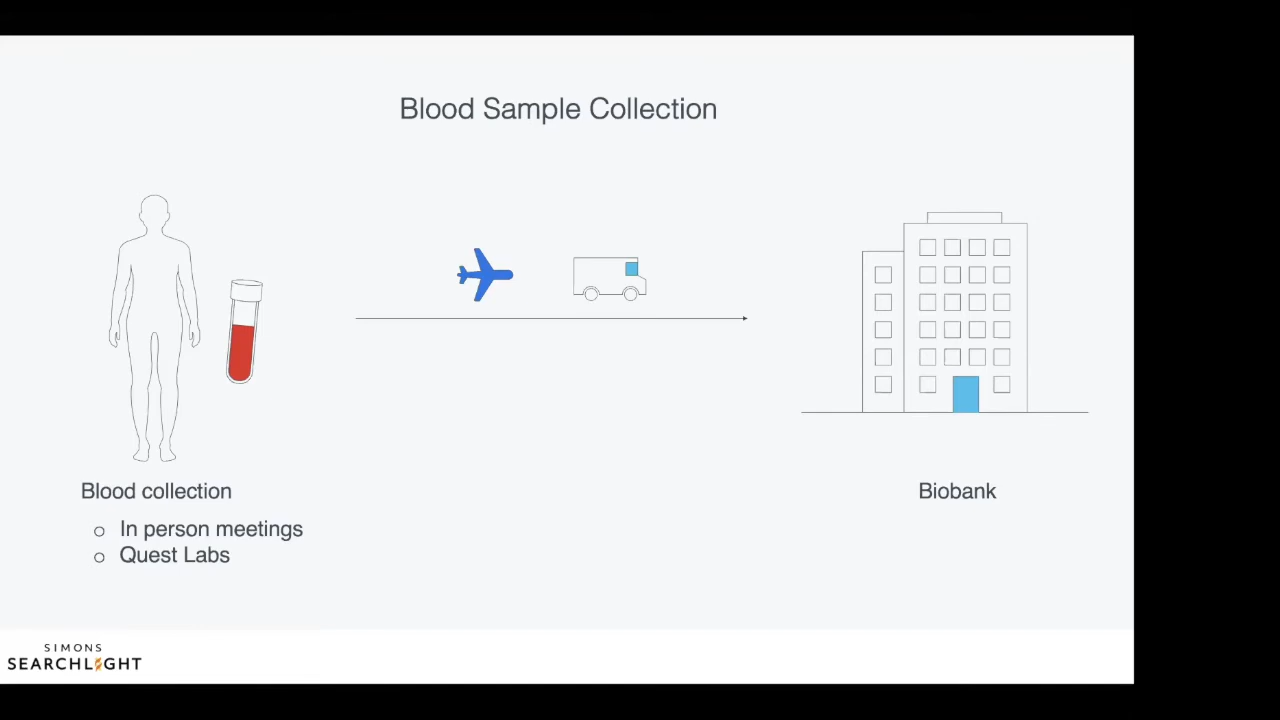 Blood Sample Collection
Blood collection
In person meetings
Quest Labs
Biobank
SIMONS
SEARCHLIGHT